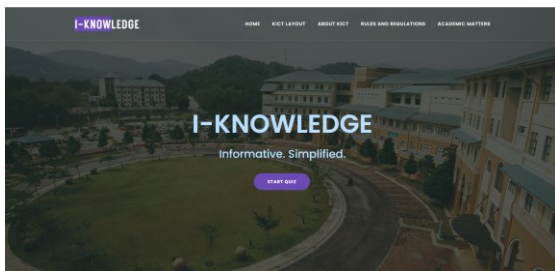 I-KNOWLEDGE
HOME KICT LAYOUT ABOUT KICT RULES AND REGULATIONS ACADEMIC MATTERS
I-KNOWLEDGE
Informative. Simplified.
START QUIZ